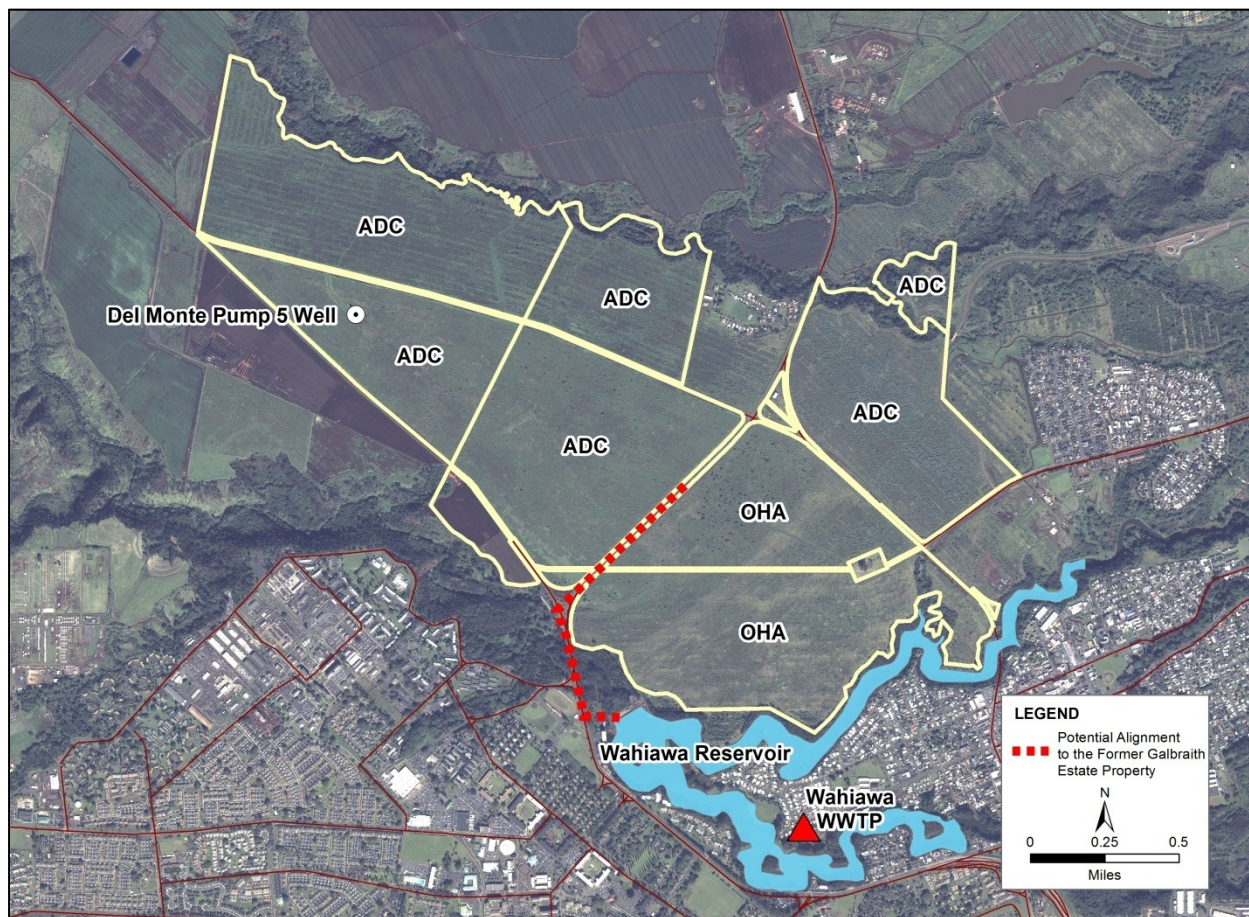 ADC
ADC
ADC
Del Monte Pump 5 Well
ADC
ADC
ADC
OHA
OHA
Wahiawa Reservoir
Wahiawa
WWTP
LEGEND
Potential Alignment
to the Former Galbraith
Estate Property
N
0 0.25 0.5
Miles